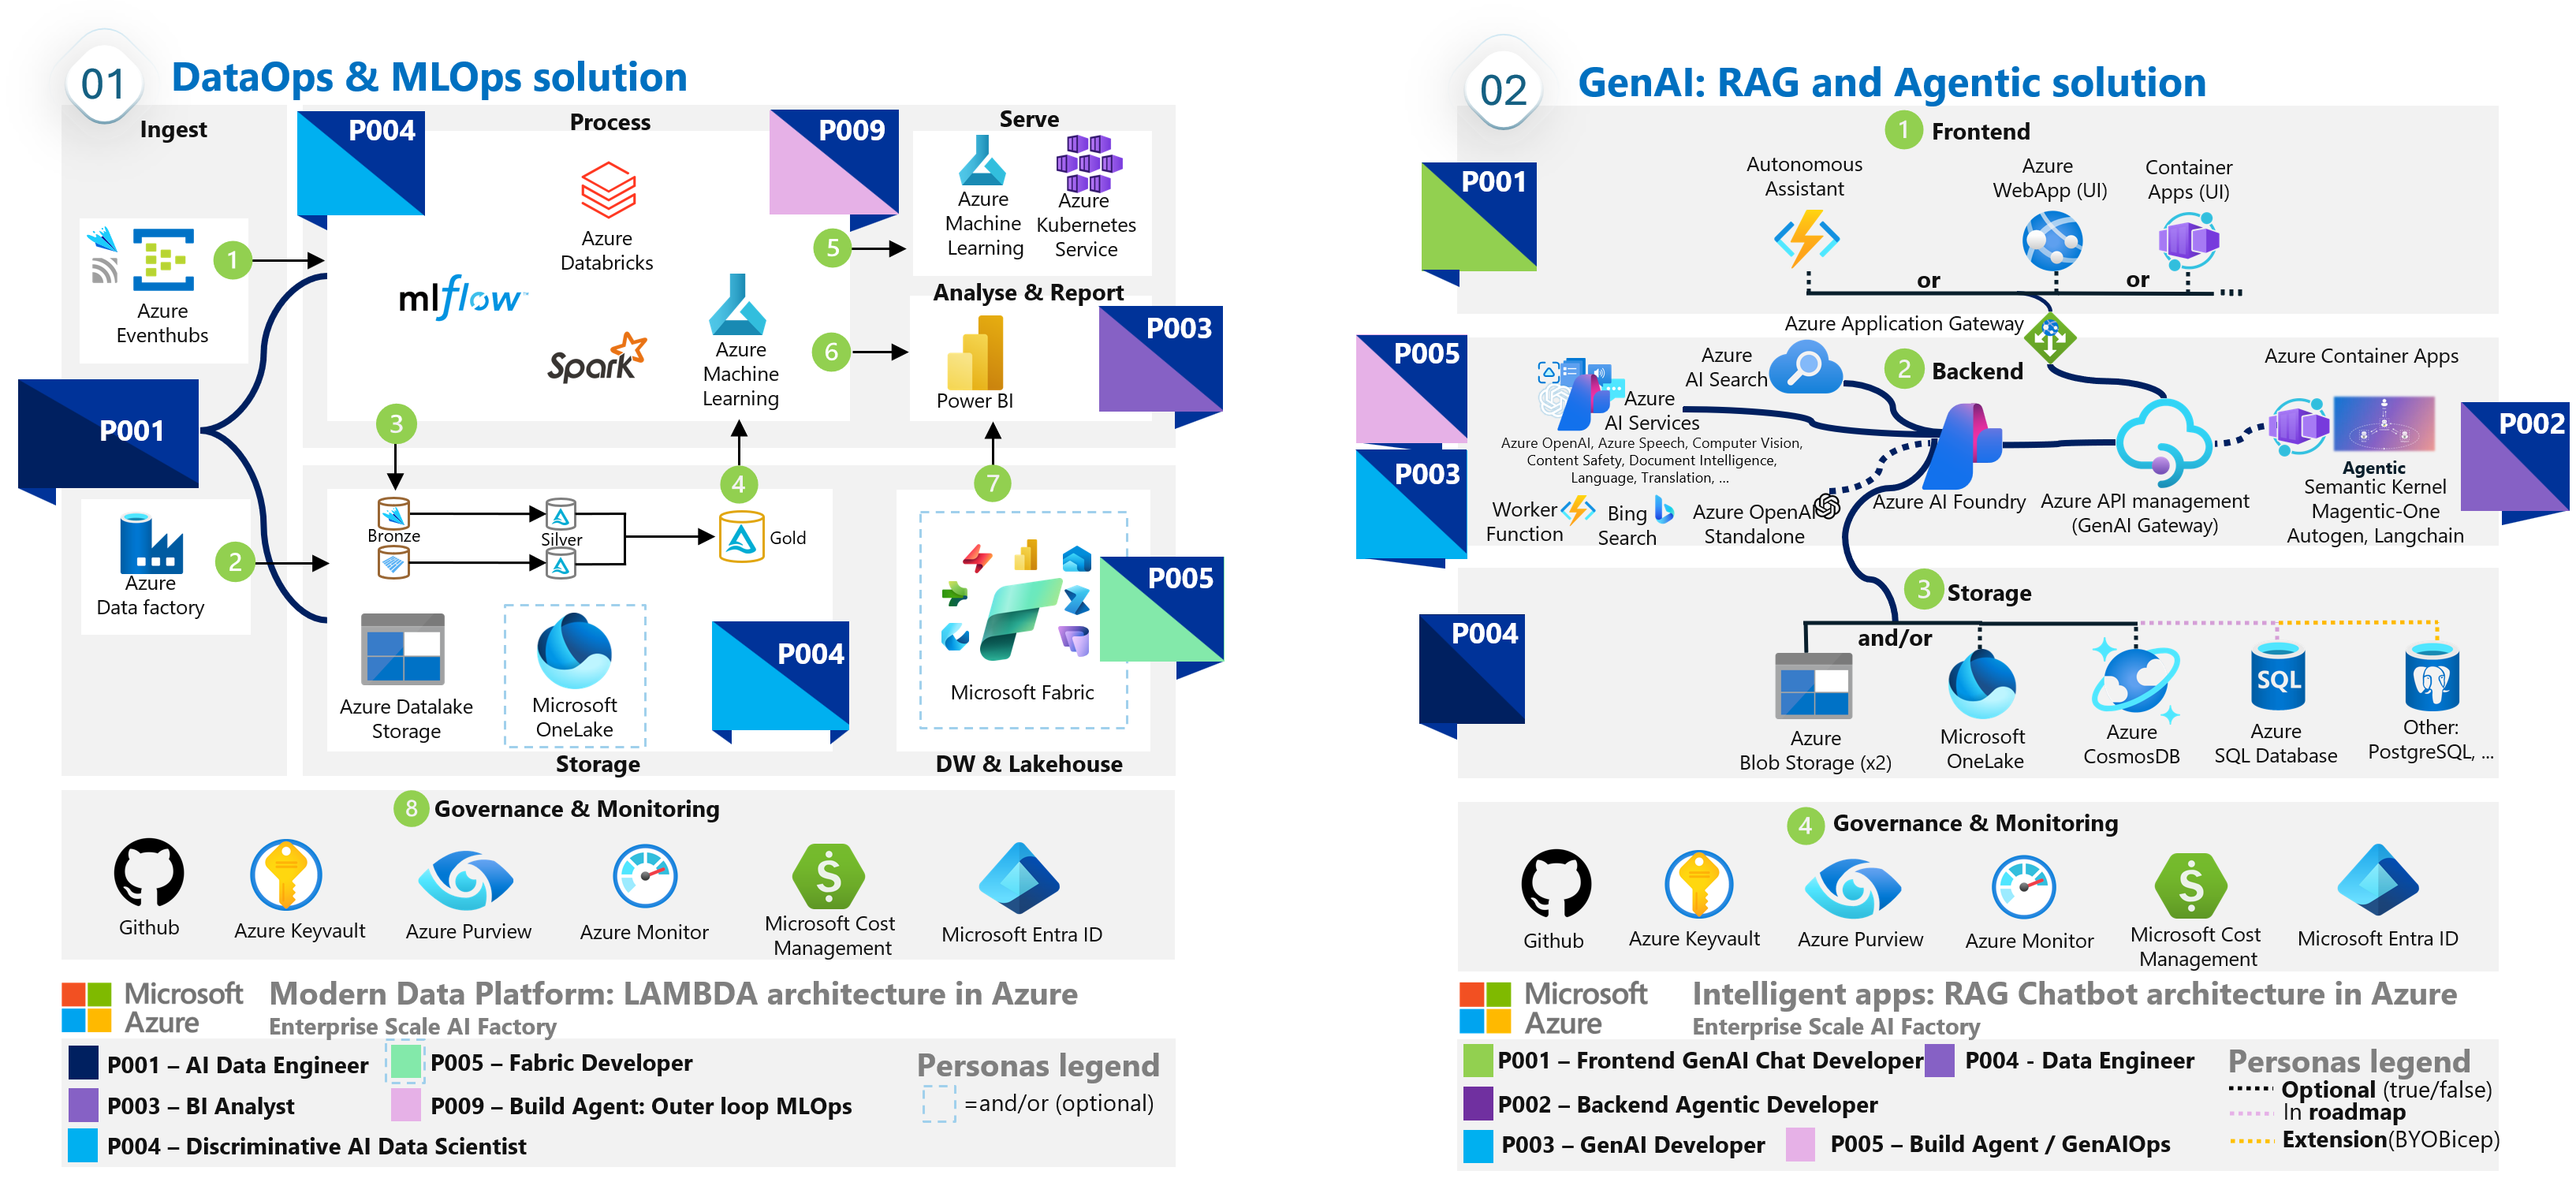 01
DataOps & MLOps solution
Ingest
P004
Process
P009
Serve
Azure
Databricks
mlflow™
Spark
Azure
Machine
Learning
Azure
Machine
Learning
Azure
Kubernetes
Service
1
Azure
Eventhubs
5
6
Analyse & Report
Power BI
P003
P001
3
4
7
Bronze
Silver
Gold
2
Azure
Data factory
Azure Datalake
Storage
Microsoft
OneLake
P004
P005
Microsoft Fabric
Storage
DW & Lakehouse
8
Governance & Monitoring
Github
Azure Keyvault
Azure Purview
Azure Monitor
Microsoft Cost
Management
Microsoft Entra ID
Microsoft
Azure
Modern Data Platform: LAMBDA architecture in Azure
Enterprise Scale AI Factory
P001 – AI Data Engineer
P005 – Fabric Developer
Personas legend
P003 – BI Analyst
P009 – Build Agent: Outer loop MLOps
=and/or (optional)
P004 – Discriminative AI Data Scientist
02
GenAI: RAG and Agentic solution
1 Frontend
P001
Autonomous
Assistant
Azure
WebApp (UI)
Container
Apps (UI)
or
or
Azure Application Gateway
P005
Azure
AI Search
2 Backend
Azure Container Apps
Azure
AI Services
Azure OpenAI, Azure Speech, Computer Vision,
Content Safety, Document Intelligence,
Language, Translation, ...
P003
P002
Worker
Function
Bing
Search
Azure OpenAI
Standalone
Azure AI Foundry
Azure API management
(GenAI Gateway)
Agentic
Semantic Kernel
Magentic-One
Autogen, Langchain
3 Storage
P004
and/or
SQL
Azure
Blob Storage (x2)
Microsoft
OneLake
Azure
CosmosDB
Azure
SQL Database
Other:
PostgreSQL, ...
4 Governance & Monitoring
Github
Azure Keyvault
Azure Purview
Azure Monitor
Microsoft Cost
Management
Microsoft Entra ID
Microsoft
Azure
Intelligent apps: RAG Chatbot architecture in Azure
Enterprise Scale AI Factory
P001 – Frontend GenAI Chat Developer
P004 - Data Engineer
Personas legend
Optional (true/false)
P002 – Backend Agentic Developer
In roadmap
P003 – GenAI Developer
P005 – Build Agent / GenAIOps
Extension(BYOBicep)